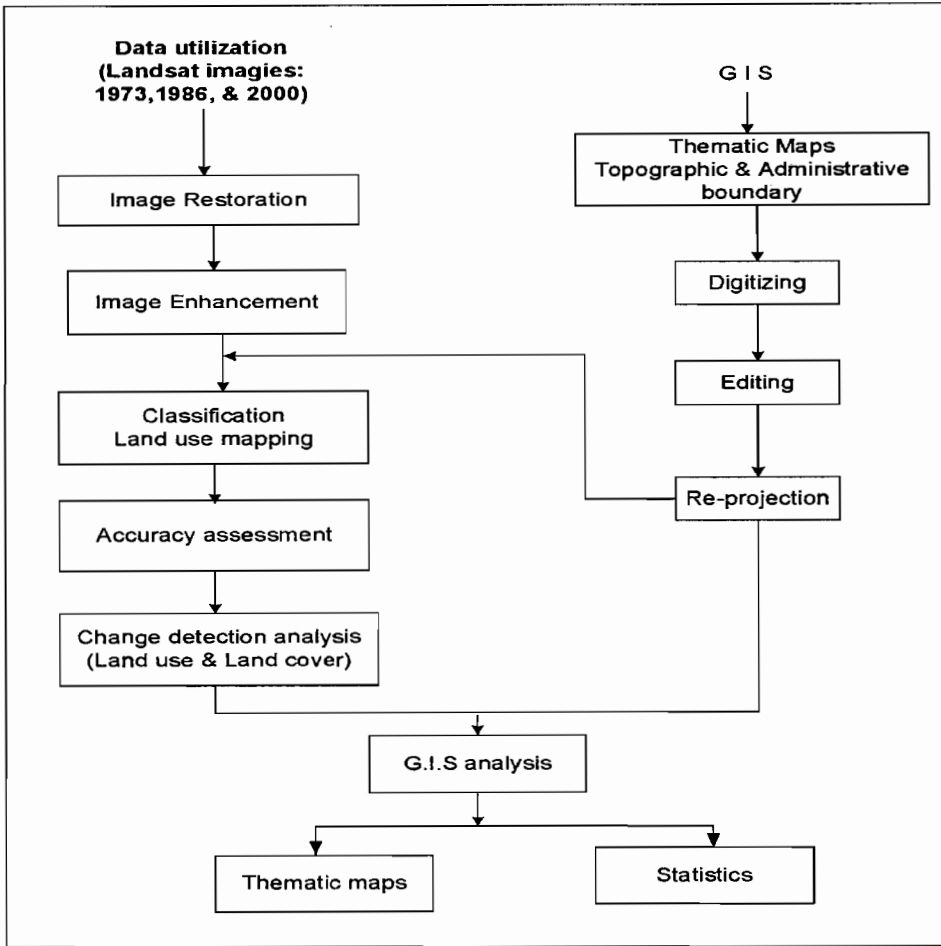 Data utilization
(Landsat imagies:
1973,1986, & 2000)
Image Restoration
Image Enhancement
Classification
Land use mapping
Accuracy assessment
Change detection analysis
(Land use & Land cover)
G I S
Thematic Maps
Topographic & Administrative
boundary
Digitizing
Editing
Re-projection
G.I.S analysis
Thematic maps
Statistics